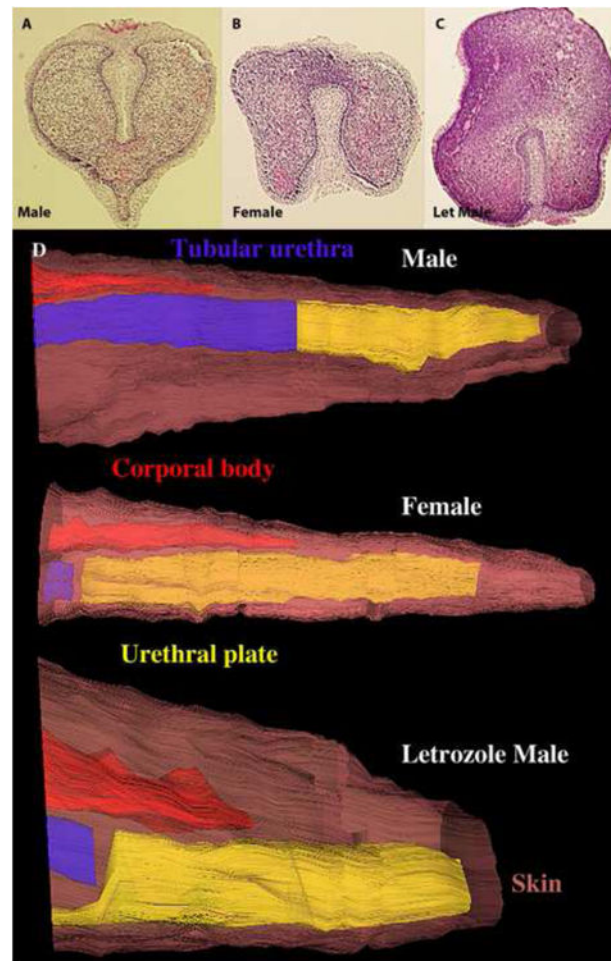 A
Male
B
Female
C
Let Male
D
Tubular urethra
Male
Corporal body
Female
Urethral plate
Letrozole Male
Skin